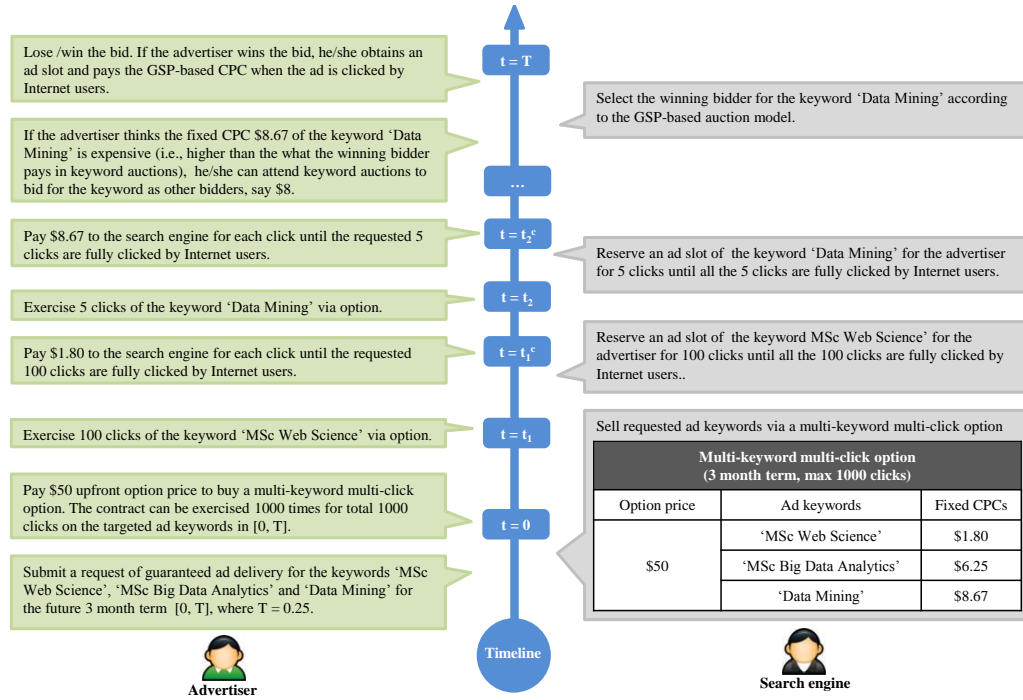 Lose /win the bid. If the advertiser wins the bid, he/she obtains an
ad slot and pays the GSP-based CPC when the ad is clicked by
Internet users.
t = T
Select the winning bidder for the keyword ‘Data Mining’ according
to the GSP-based auction model.
If the advertiser thinks the fixed CPC $8.67 of the keyword ‘Data
Mining’ is expensive (i.e., higher than the what the winning bidder
pays in keyword auctions), he/she can attend keyword auctions to
bid for the keyword as other bidders, say $8.
…
Pay $8.67 to the search engine for each click until the requested 5
clicks are fully clicked by Internet users.
t = t₂ᶜ
Reserve an ad slot of the keyword ‘Data Mining’ for the advertiser
for 5 clicks until all the 5 clicks are fully clicked by Internet users.
Exercise 5 clicks of the keyword ‘Data Mining’ via option.
t = t₂
Pay $1.80 to the search engine for each click until the requested
100 clicks are fully clicked by Internet users.
t = t₁ᶜ
Reserve an ad slot of the keyword MSc Web Science’ for the
advertiser for 100 clicks until all the 100 clicks are fully clicked by
Internet users..
Exercise 100 clicks of the keyword ‘MSc Web Science’ via option.
t = t₁
Sell requested ad keywords via a multi-keyword multi-click option
Multi-keyword multi-click option
(3 month term, max 1000 clicks)
Option price Ad keywords Fixed CPCs
‘MSc Web Science’ $1.80
$50 ‘MSc Big Data Analytics’ $6.25
‘Data Mining’ $8.67
Pay $50 upfront option price to buy a multi-keyword multi-click
option. The contract can be exercised 1000 times for total 1000
clicks on the targeted ad keywords in [0, T].
t = 0
Submit a request of guaranteed ad delivery for the keywords ‘MSc
Web Science’, ‘MSc Big Data Analytics’ and ‘Data Mining’ for
the future 3 month term [0, T], where T = 0.25.
Timeline
Advertiser
Search engine